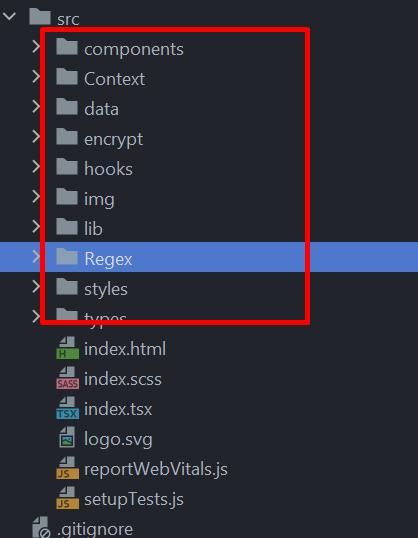 src
components
Context
data
encrypt
hooks
img
lib
Regex
styles
types
H
index.html
SASS
index.scss
TSX
index.tsx
logo.svg
JS
reportWebVitals.js
JS
setupTests.js
.gitignore